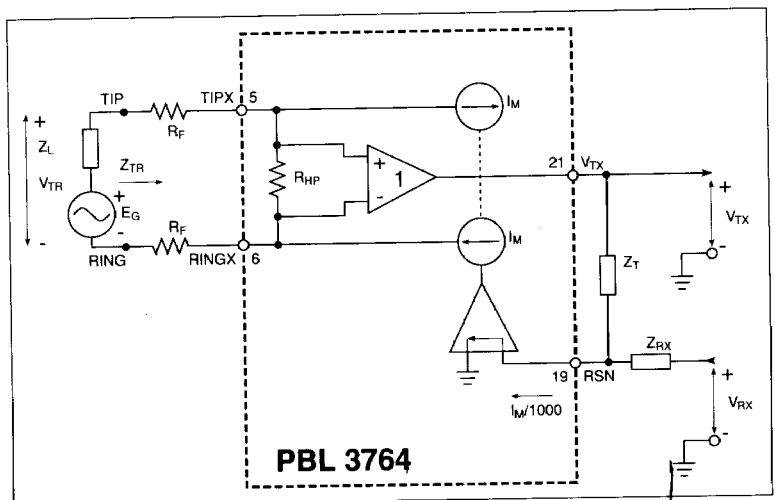 TIP
TIPX 5
I_M
+
Z_L
R_F
V_TR
Z_TR
R_HP
+
-
1
21 V_TX
+
V_TX
-
+
E_G
-
-
R_F
RING
RINGX 6
I_M
Z_T
Z_RX
19 RSN
I_M/1000
+
V_RX
-
PBL 3764